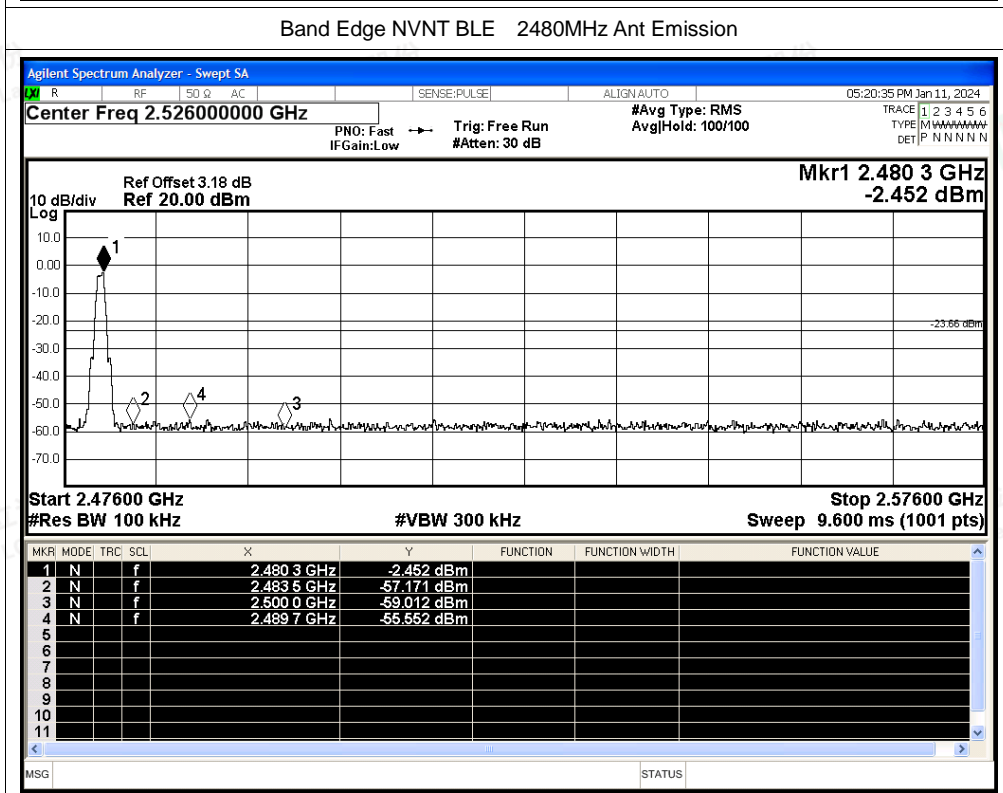 Band Edge NVNT BLE 2480MHz Ant Emission
Agilent Spectrum Analyzer - Swept SA
LXI R RF 50 Ω AC SENSE:PULSE ALIGN AUTO 05:20:35 PM Jan 11, 2024
Center Freq 2.526000000 GHz #Avg Type: RMS TRACE 1 2 3 4 5 6
PNO: Fast Trig: Free Run Avg|Hold: 100/100 TYPE M WWWWW
IFGain:Low #Atten: 30 dB DET P N N N N N
Mkr1 2.480 3 GHz
Ref Offset 3.18 dB
10 dB/div Ref 20.00 dBm -2.452 dBm
Log
10.0
1
0.00
-10.0
-20.0
-23.66 dBm
-30.0
-40.0
-50.0
2 4 3
-60.0
-70.0
Start 2.47600 GHz Stop 2.57600 GHz
#Res BW 100 kHz #VBW 300 kHz Sweep 9.600 ms (1001 pts)
MKR MODE TRC SCL X Y FUNCTION FUNCTION WIDTH FUNCTION VALUE
1 N f 2.480 3 GHz -2.452 dBm
2 N f 2.483 5 GHz -57.171 dBm
3 N f 2.500 0 GHz -59.012 dBm
4 N f 2.489 7 GHz -55.552 dBm
5
6
7
8
9
10
11
MSG STATUS